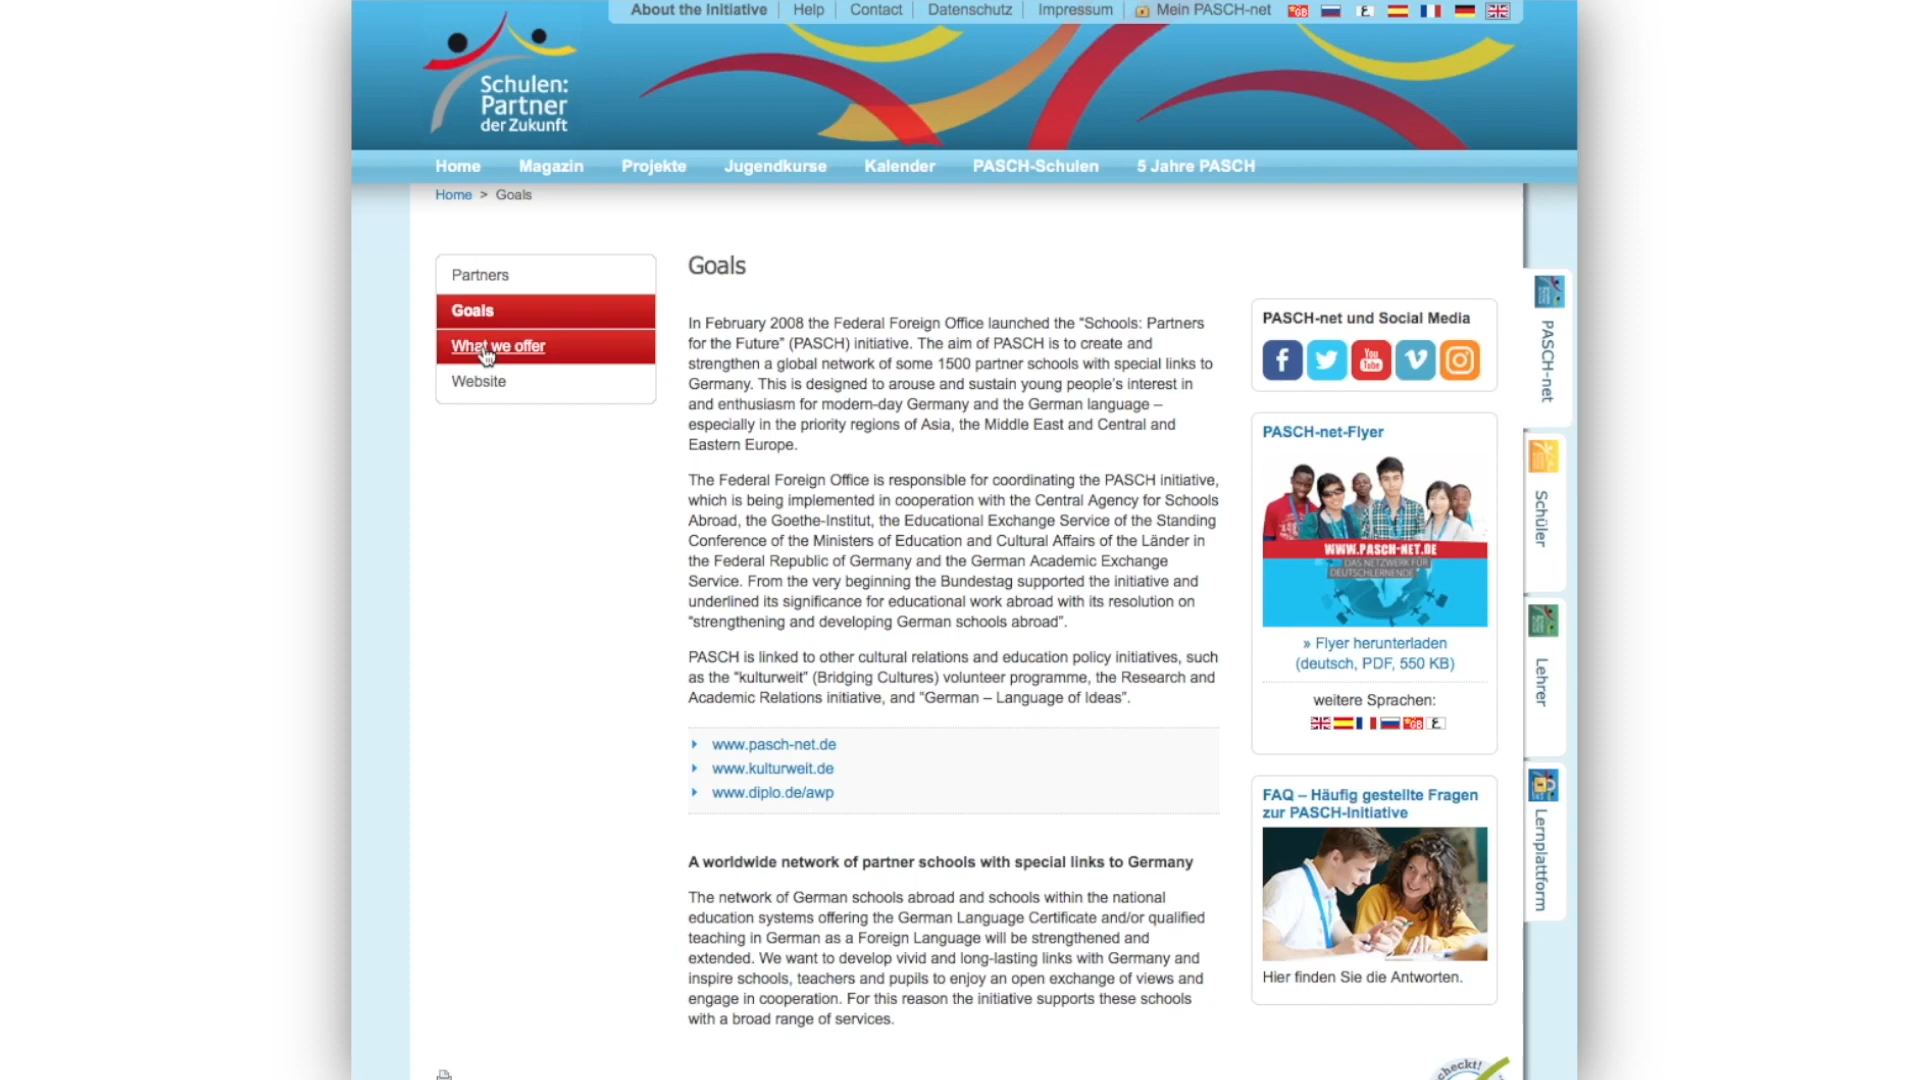 About the Initiative
Help
Contact
Datenschutz
Impressum
Mein PASCH-net
Schulen:
Partner
der Zukunft
Home
Magazin
Projekte
Jugendkurse
Kalender
PASCH-Schulen
5 Jahre PASCH
Home > Goals
Partners
Goals
What we offer
Website
Goals
In February 2008 the Federal Foreign Office launched the “Schools: Partners
for the Future” (PASCH) initiative. The aim of PASCH is to create and
strengthen a global network of some 1500 partner schools with special links to
Germany. This is designed to arouse and sustain young people’s interest in
and enthusiasm for modern-day Germany and the German language –
especially in the priority regions of Asia, the Middle East and Central and
Eastern Europe.
The Federal Foreign Office is responsible for coordinating the PASCH initiative,
which is being implemented in cooperation with the Central Agency for Schools
Abroad, the Goethe-Institut, the Educational Exchange Service of the Standing
Conference of the Ministers of Education and Cultural Affairs of the Länder in
the Federal Republic of Germany and the German Academic Exchange
Service. From the very beginning the Bundestag supported the initiative and
underlined its significance for educational work abroad with its resolution on
“strengthening and developing German schools abroad”.
PASCH is linked to other cultural relations and education policy initiatives, such
as the “kulturweit” (Bridging Cultures) volunteer programme, the Research and
Academic Relations initiative, and “German – Language of Ideas”.
www.pasch-net.de
www.kulturweit.de
www.diplo.de/awp
A worldwide network of partner schools with special links to Germany
The network of German schools abroad and schools within the national
education systems offering the German Language Certificate and/or qualified
teaching in German as a Foreign Language will be strengthened and
extended. We want to develop vivid and long-lasting links with Germany and
inspire schools, teachers and pupils to enjoy an open exchange of views and
engage in cooperation. For this reason the initiative supports these schools
with a broad range of services.
PASCH-net und Social Media
You
Tube
PASCH-net-Flyer
WWW.PASCH-NET.DE
DAS NETZWERK FÜR
DEUTSCHLERNENDE
» Flyer herunterladen
(deutsch, PDF, 550 KB)
weitere Sprachen:
FAQ – Häufig gestellte Fragen
zur PASCH-Initiative
Hier finden Sie die Antworten.
PASCH-net
Schüler
Lehrer
Lernplattform